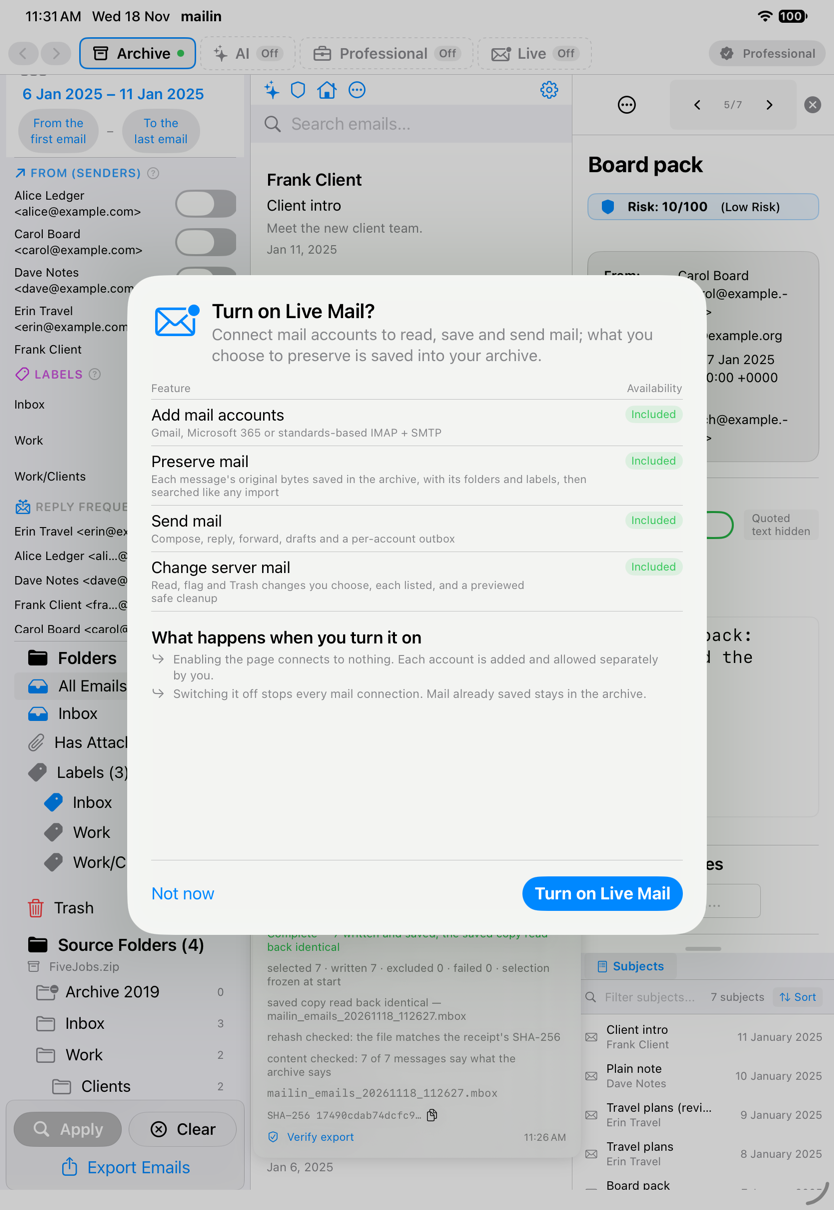 11:31 AM Wed 18 Nov mailin
100
Archive
AI Off
Professional Off
Live Off
Professional
6 Jan 2025 – 11 Jan 2025
From the
first email
–
To the
last email
FROM (SENDERS)
Alice Ledger
<alice@example.com>
Carol Board
<carol@example.com>
Dave Notes
<dave@example.com
Erin Travel
<erin@example.com
Frank Client
LABELS
Inbox
Work
Work/Clients
REPLY FREQUE
Erin Travel <erin@ex
Alice Ledger <ali...@
Dave Notes <dave@
Frank Client <fra...@
Carol Board <carol@
Folders
All Emails
Inbox
Has Attac
Labels (3)
Inbox
Work
Work/C
Trash
Source Folders (4)
FiveJobs.zip
Archive 2019 0
Inbox 3
Work 2
Clients 2
Apply
Clear
Export Emails
Search emails...
Frank Client
Client intro
Meet the new client team.
Jan 11, 2025
5/7
Board pack
Risk: 10/100 (Low Risk)
From:
Carol Board
rol@example.-
>
example.org
7 Jan 2025
0:00 +0000
ch@example.-
>
Quoted
text hidden
pack:
d the
es
...
Turn on Live Mail?
Connect mail accounts to read, save and send mail; what you
choose to preserve is saved into your archive.
Feature Availability
Add mail accounts Included
Gmail, Microsoft 365 or standards-based IMAP + SMTP
Preserve mail Included
Each message's original bytes saved in the archive, with its folders and labels, then
searched like any import
Send mail Included
Compose, reply, forward, drafts and a per-account outbox
Change server mail Included
Read, flag and Trash changes you choose, each listed, and a previewed
safe cleanup
What happens when you turn it on
Enabling the page connects to nothing. Each account is added and allowed separately
by you.
Switching it off stops every mail connection. Mail already saved stays in the archive.
Not now
Turn on Live Mail
Complete — 7 written and saved, the saved copy read
back identical
selected 7 · written 7 · excluded 0 · failed 0 · selection
frozen at start
saved copy read back identical —
mailin_emails_20261118_112627.mbox
rehash checked: the file matches the receipt's SHA-256
content checked: 7 of 7 messages say what the
archive says
mailin_emails_20261118_112627.mbox
SHA-256 17490cdab74dcfc9…
Verify export 11:26 AM
Jan 6, 2025
Subjects
Filter subjects... 7 subjects Sort
Client intro
Frank Client
11 January 2025
Plain note
Dave Notes
10 January 2025
Travel plans (revi...
Erin Travel
9 January 2025
Travel plans
Erin Travel
8 January 2025
Board pack